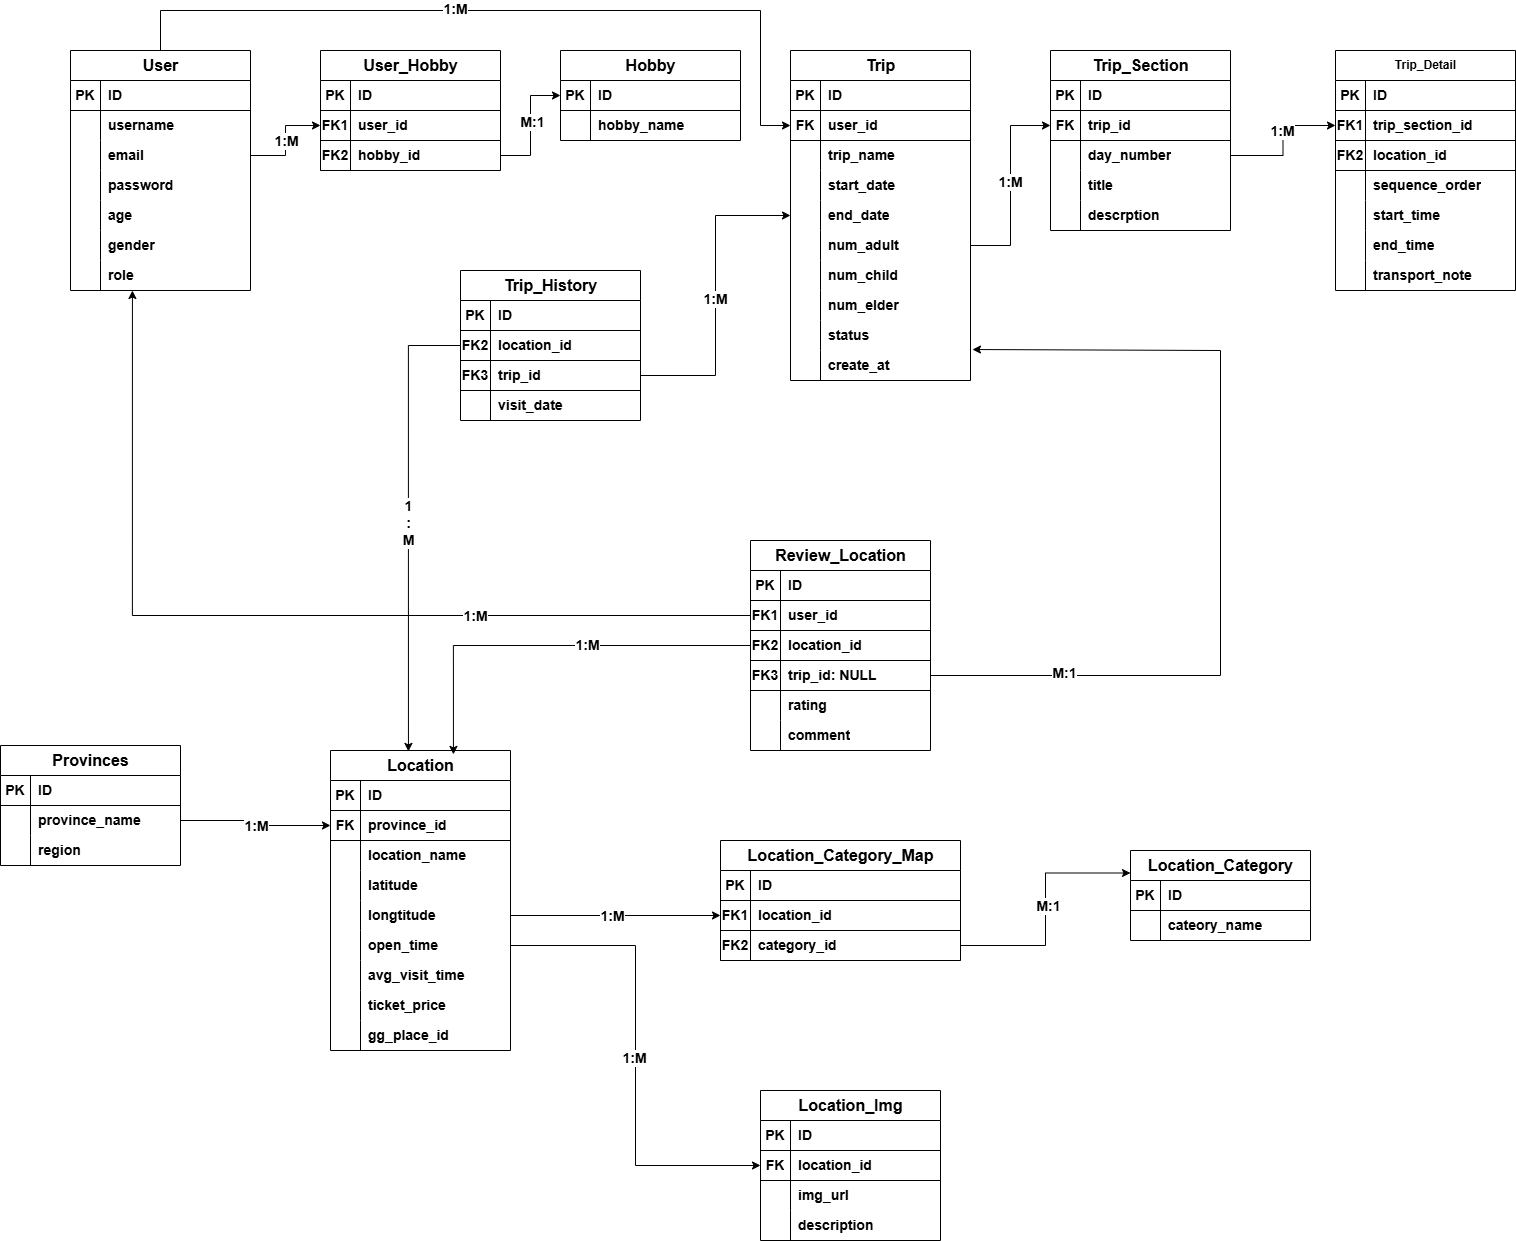 1:M
User
PK ID
username
email
password
age
gender
role
1:M
User_Hobby
PK ID
FK1 user_id
FK2 hobby_id
M:1
Hobby
PK ID
hobby_name
Trip
PK ID
FK user_id
trip_name
start_date
end_date
num_adult
num_child
num_elder
status
create_at
1:M
Trip_Section
PK ID
FK trip_id
day_number
title
descrption
1:M
Trip_Detail
PK ID
FK1 trip_section_id
FK2 location_id
sequence_order
start_time
end_time
transport_note
Trip_History
PK ID
FK2 location_id
FK3 trip_id
visit_date
1:M
1
:
M
Review_Location
PK ID
FK1 user_id
FK2 location_id
FK3 trip_id: NULL
rating
comment
1:M
1:M
M:1
Provinces
PK ID
province_name
region
1:M
Location
PK ID
FK province_id
location_name
latitude
longtitude
open_time
avg_visit_time
ticket_price
gg_place_id
1:M
Location_Category_Map
PK ID
FK1 location_id
FK2 category_id
M:1
Location_Category
PK ID
cateory_name
1:M
Location_Img
PK ID
FK location_id
img_url
description